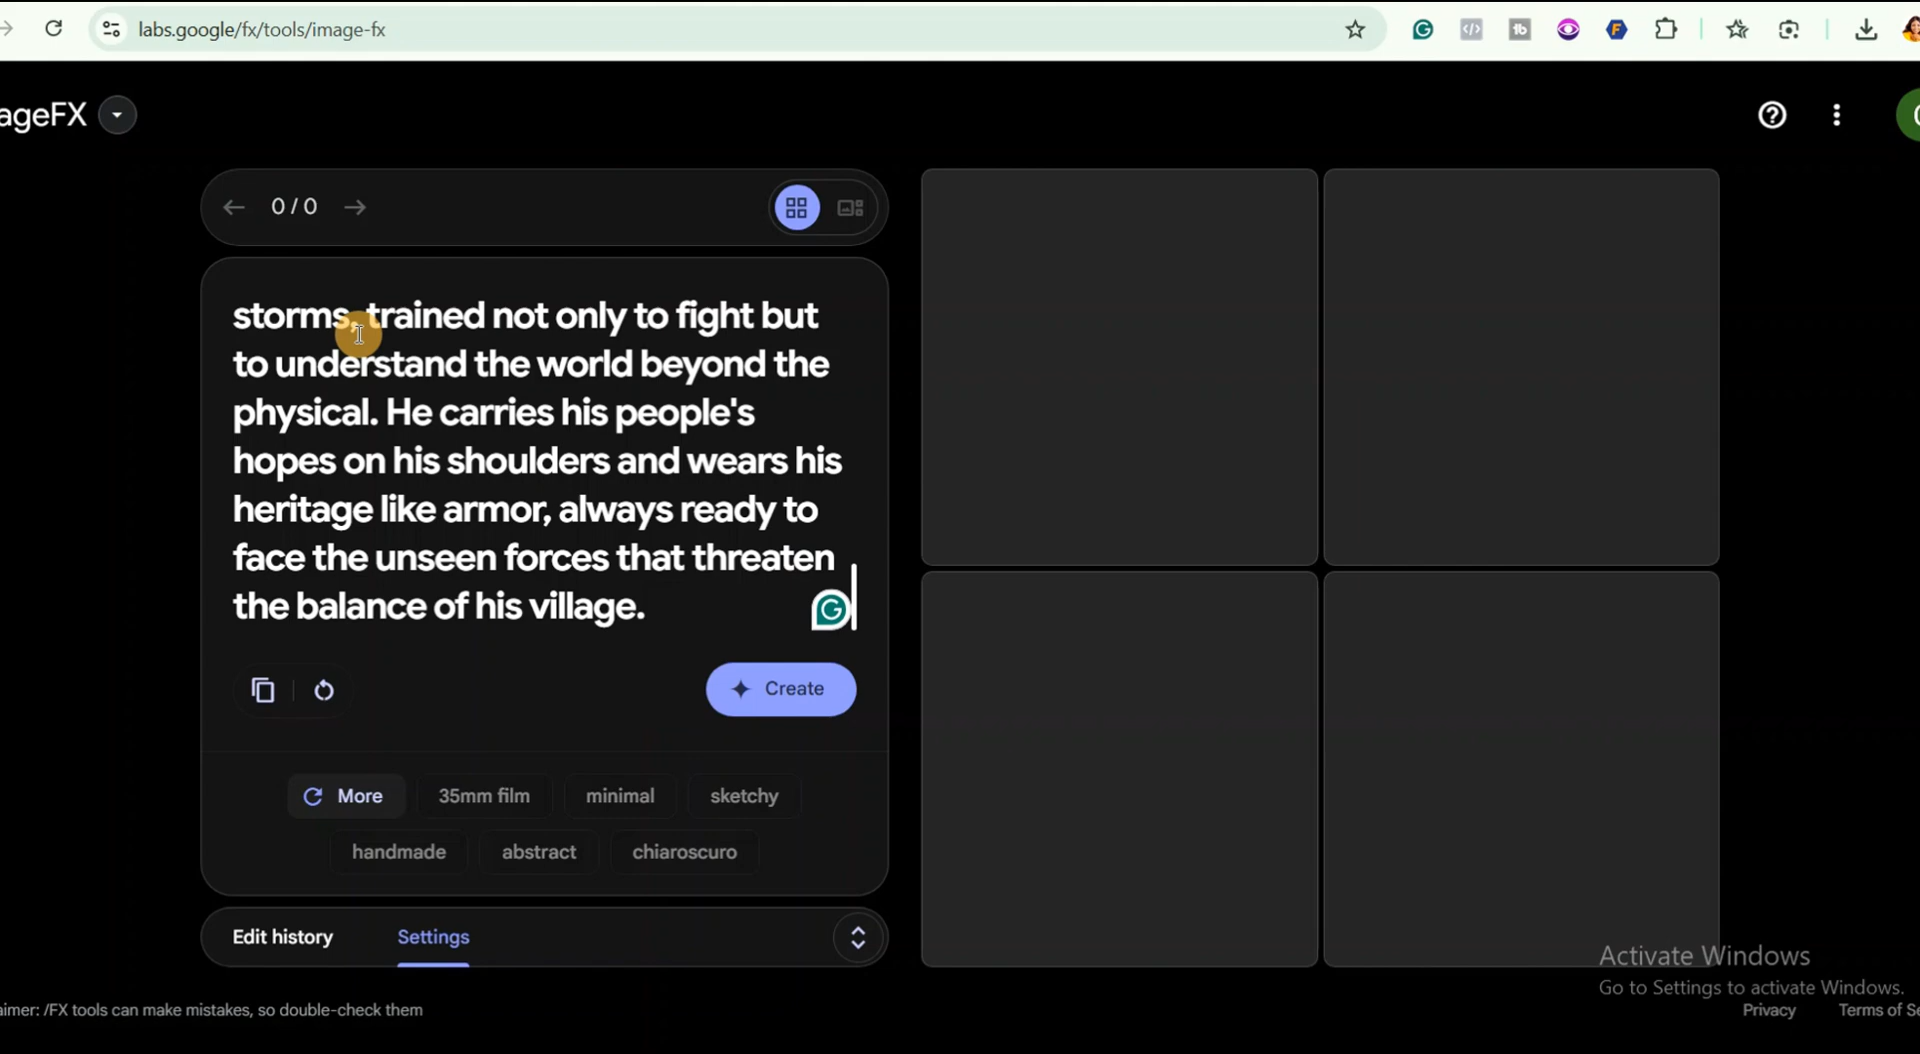 labs.google/fx/tools/image-fx
ageFX
0 / 0
storms, trained not only to fight but
to understand the world beyond the
physical. He carries his people's
hopes on his shoulders and wears his
heritage like armor, always ready to
face the unseen forces that threaten
the balance of his village.
Create
More
35mm film
minimal
sketchy
handmade
abstract
chiaroscuro
Edit history
Settings
Activate Windows
Go to Settings to activate Windows.
aimer: /FX tools can make mistakes, so double-check them
Privacy
Terms of Se